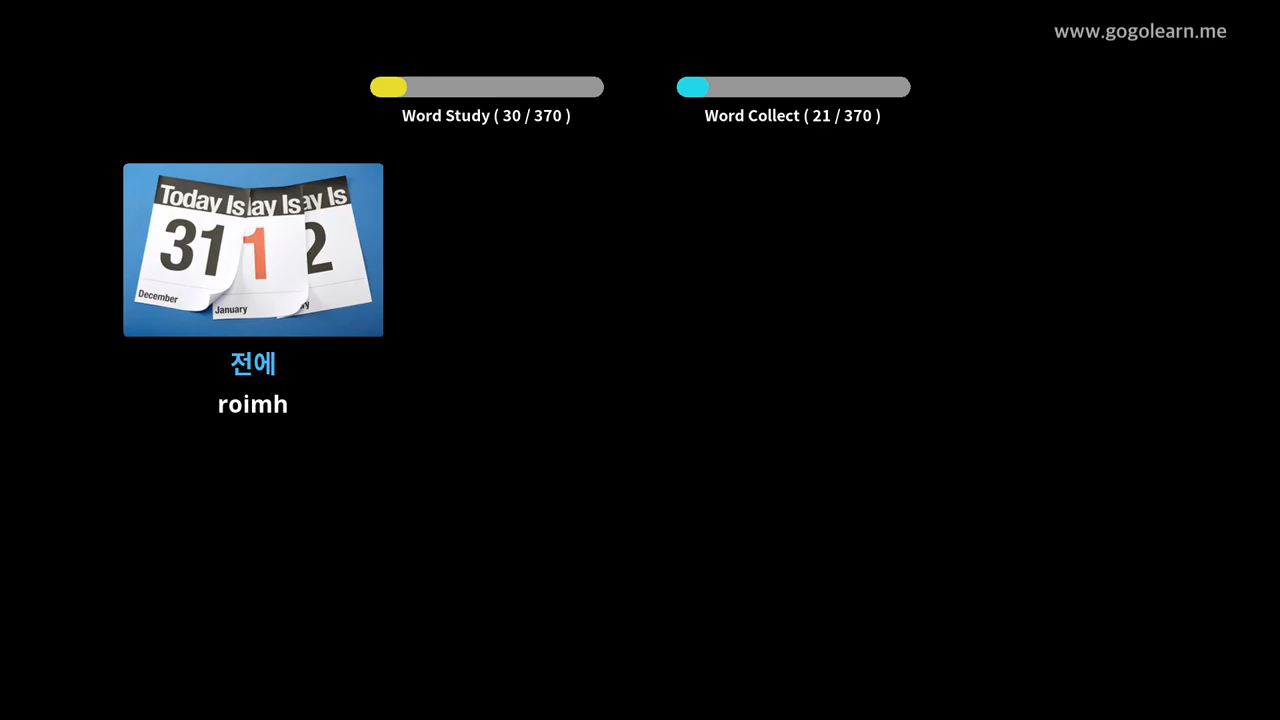 www.gogolearn.me
Word Study ( 30 / 370 )
Word Collect ( 21 / 370 )
Today Is
ay Is
ay Is
31
1
2
December
January
전에
roimh